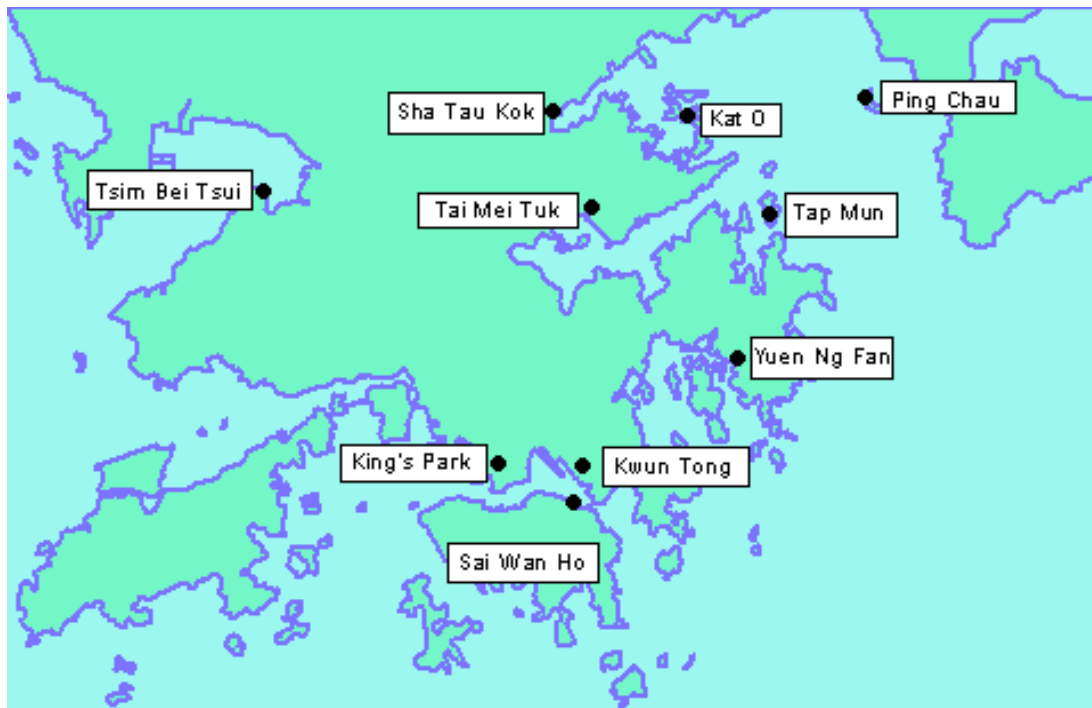 Sha Tau Kok
Kat O
Ping Chau
Tsim Bei Tsui
Tai Mei Tuk
Tap Mun
Yuen Ng Fan
King's Park
Kwun Tong
Sai Wan Ho